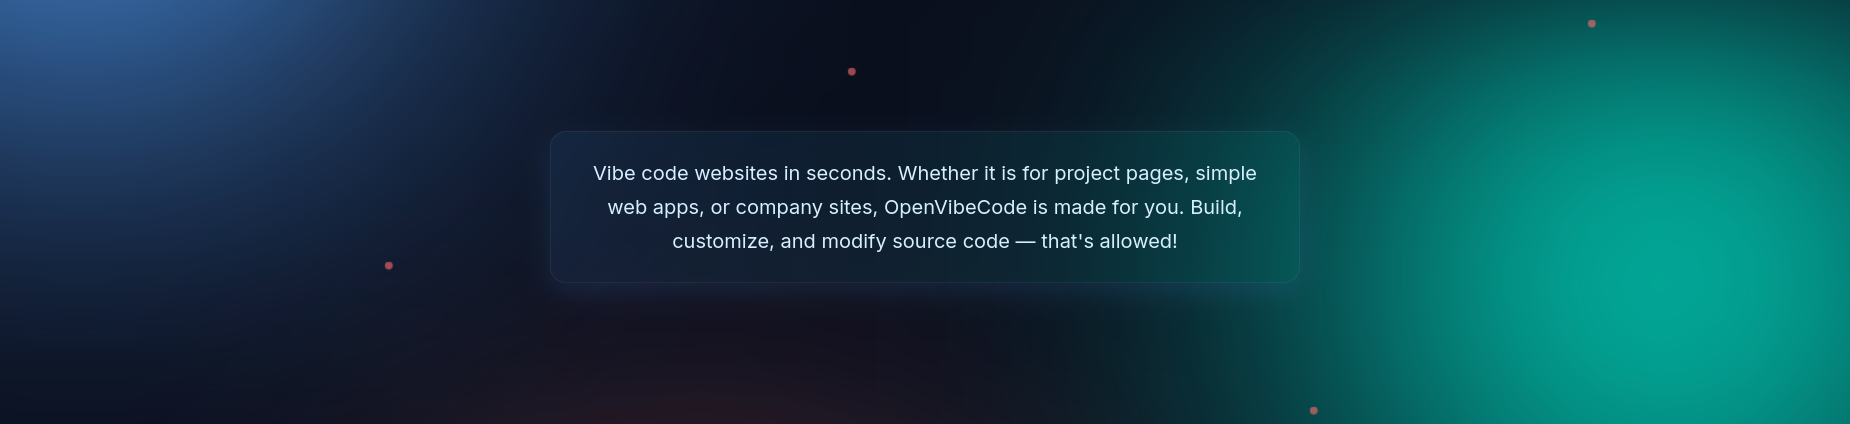 Vibe code websites in seconds. Whether it is for project pages, simple
web apps, or company sites, OpenVibeCode is made for you. Build,
customize, and modify source code — that's allowed!